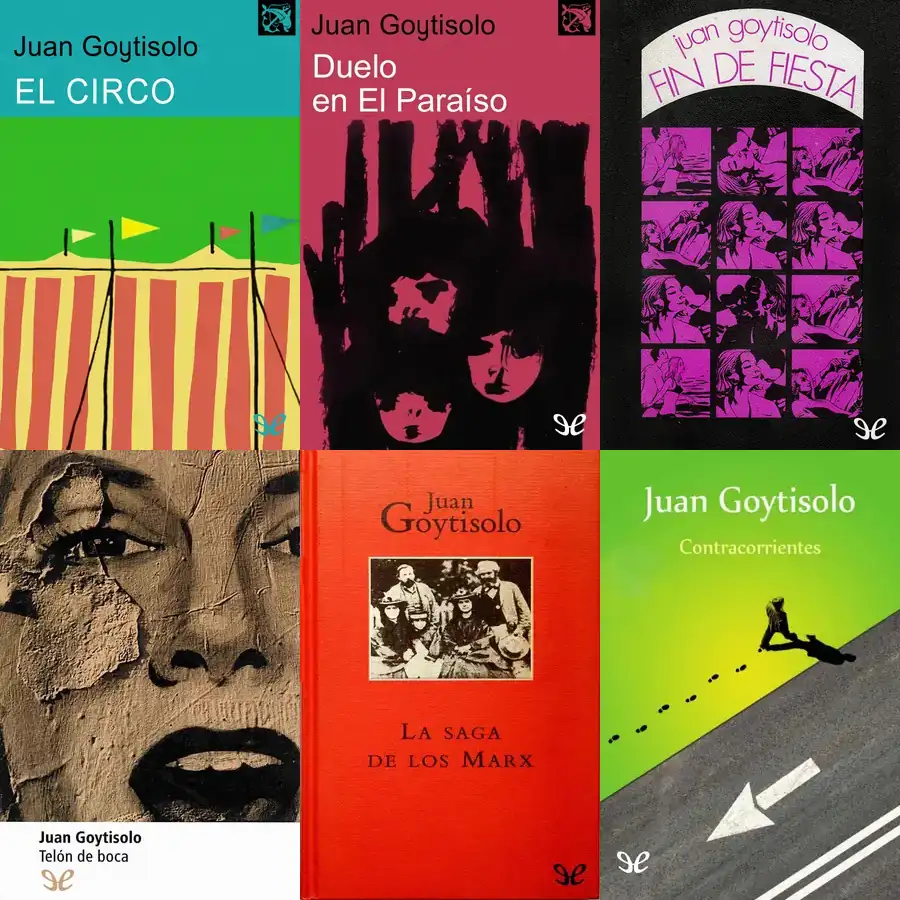 Juan Goytisolo
EL CIRCO
Juan Goytisolo
Duelo
en El Paraíso
juan goytisolo
FIN DE FIESTA
Juan Goytisolo
Telón de boca
Juan
Goytisolo
La saga
de los Marx
Juan Goytisolo
Contracorrientes